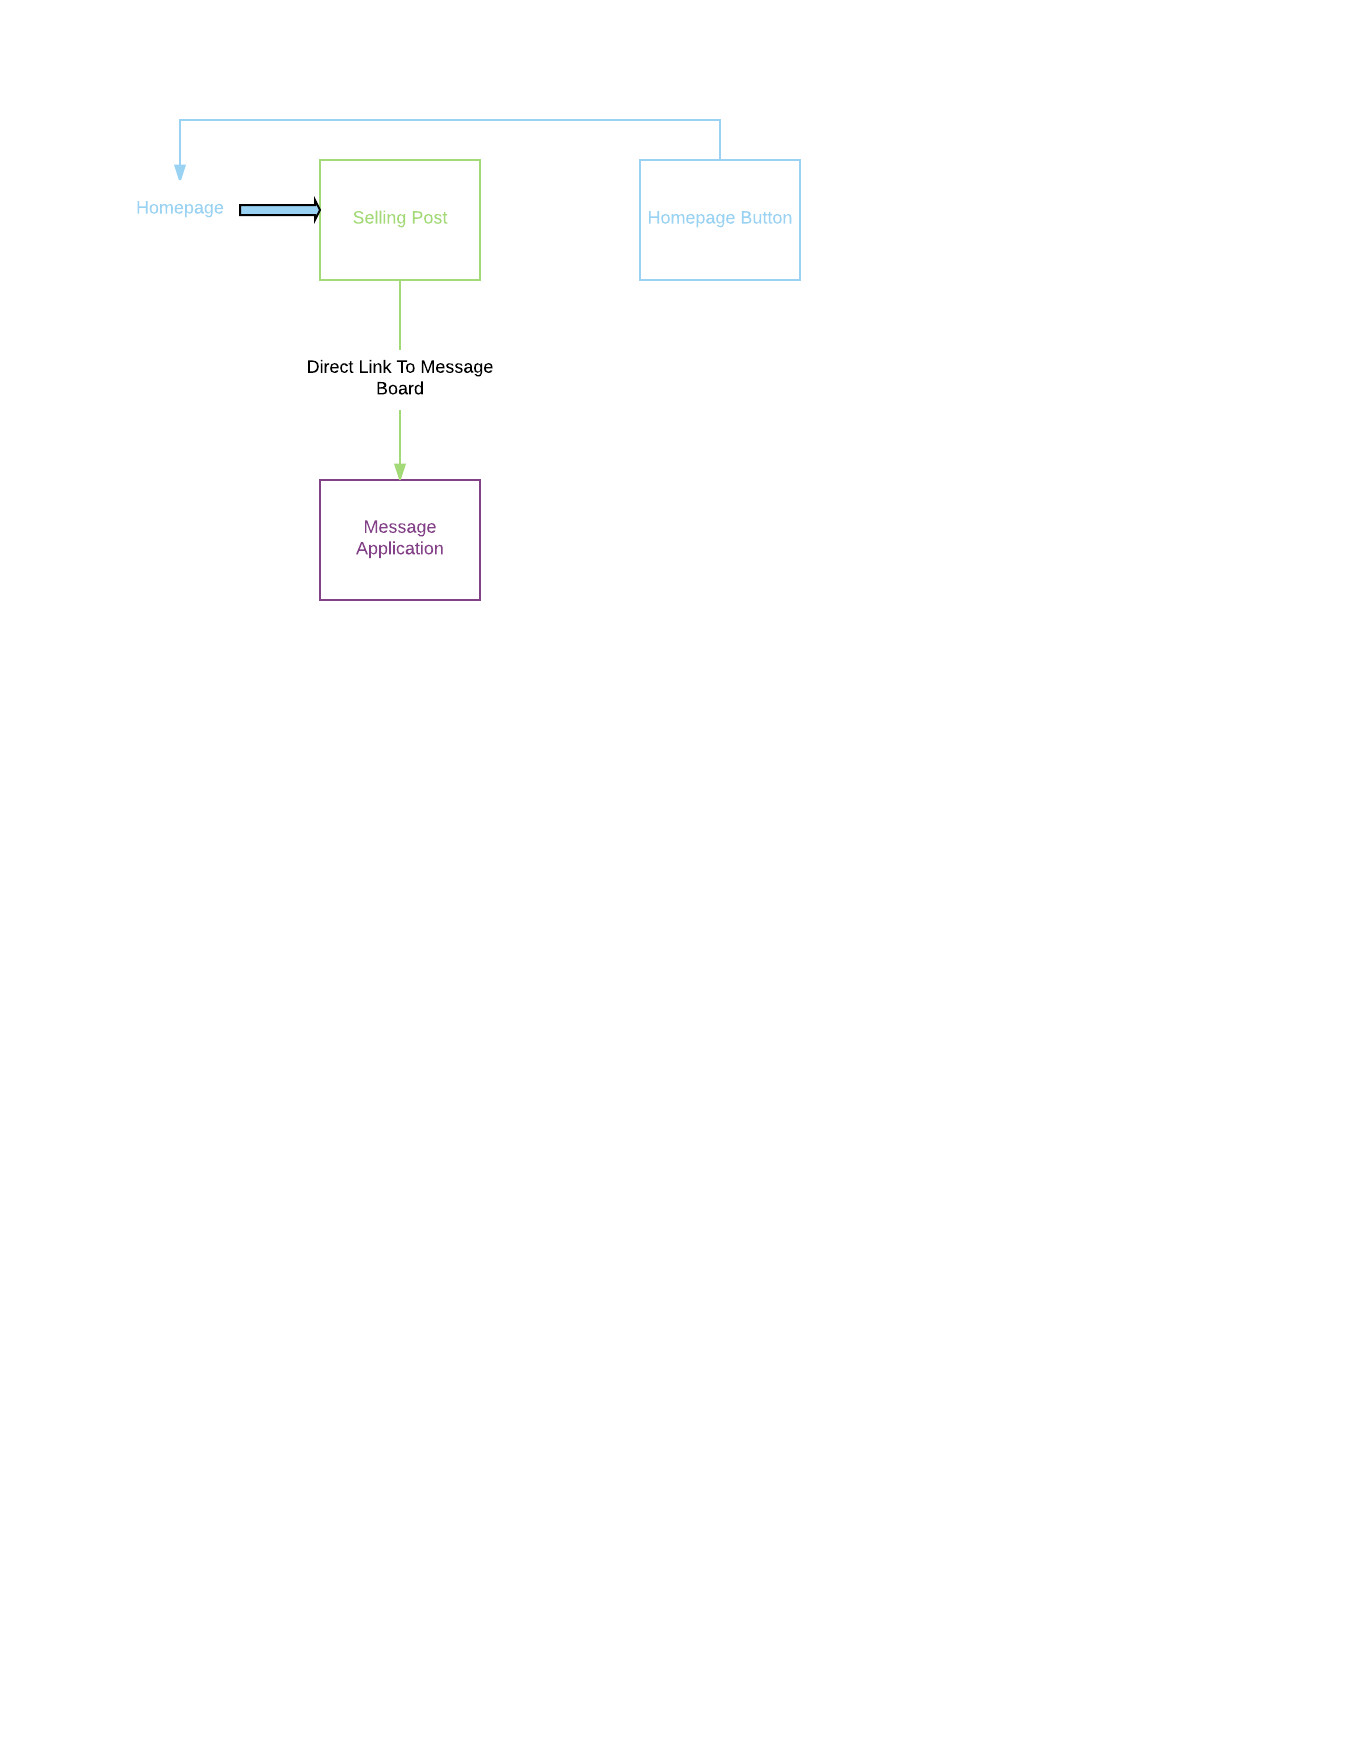 Homepage
Selling Post
Homepage Button
Direct Link To Message
Board
Message
Application